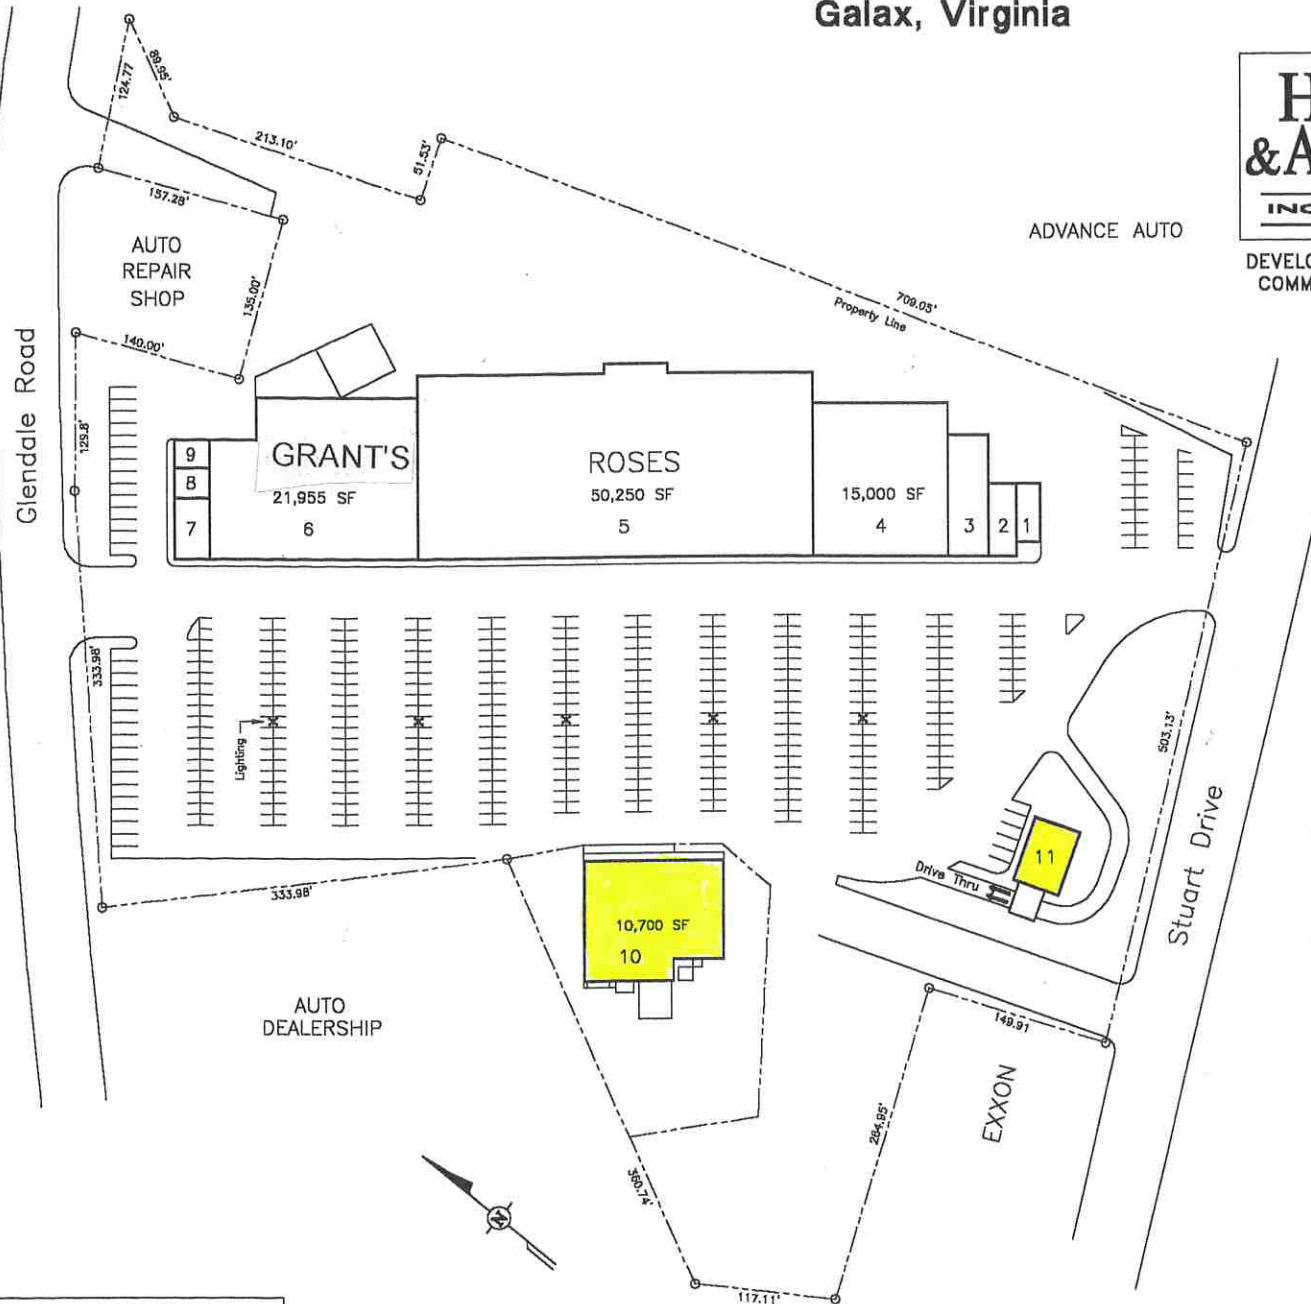 Galax, Virginia
H
&A
INC
DEVELO
COMM
ADVANCE AUTO
124.77
89.95'
213.10'
51.53'
157.28'
709.05'
Property Line
AUTO
REPAIR
SHOP
135.00'
140.00'
Glendale Road
129.8'
9
8
7
GRANT'S
21,955 SF
6
ROSES
50,250 SF
5
15,000 SF
4
3
2
1
333.98'
Lighting
503.13'
Stuart Drive
11
Drive Thru
333.98'
10,700 SF
10
AUTO
DEALERSHIP
149.91
EXXON
284.95'
360.74'
N
117.11'